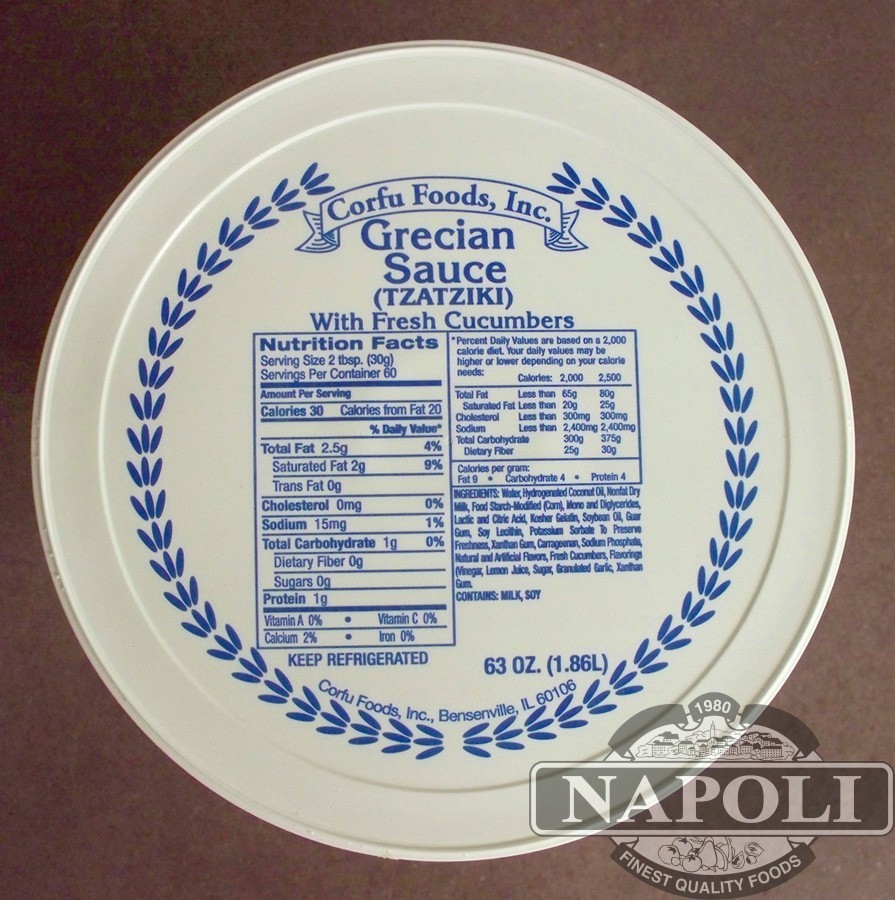 Corfu Foods, Inc.
Grecian
Sauce
(TZATZIKI)
With Fresh Cucumbers
Nutrition Facts
Serving Size 2 tbsp. (30g)
Servings Per Container 60
Amount Per Serving
Calories 30 Calories from Fat 20
% Daily Value*
Total Fat 2.5g 4%
Saturated Fat 2g 9%
Trans Fat 0g
Cholesterol 0mg 0%
Sodium 15mg 1%
Total Carbohydrate 1g 0%
Dietary Fiber 0g
Sugars 0g
Protein 1g
Vitamin A 0% • Vitamin C 0%
Calcium 2% • Iron 0%
*Percent Daily Values are based on a 2,000
calorie diet. Your daily values may be
higher or lower depending on your calorie
needs:
Calories: 2,000 2,500
Total Fat Less than 65g 80g
Saturated Fat Less than 20g 25g
Cholesterol Less than 300mg 300mg
Sodium Less than 2,400mg 2,400mg
Total Carbohydrate 300g 375g
Dietary Fiber 25g 30g
Calories per gram:
Fat 9 • Carbohydrate 4 • Protein 4
INGREDIENTS: Water, Hydrogenated Coconut Oil, Nonfat Dry
Milk, Food Starch-Modified (Corn), Mono and Diglycerides,
Lactic and Citric Acid, Kosher Gelatin, Soybean Oil, Guar
Gum, Soy Lecithin, Potassium Sorbate To Preserve
Freshness, Xanthan Gum, Carrageenan, Sodium Phosphate,
Natural and Artificial Flavors, Fresh Cucumbers, Flavorings
(Vinegar, Lemon Juice, Sugar, Granulated Garlic, Xanthan
Gum.
CONTAINS: MILK, SOY
KEEP REFRIGERATED
63 OZ. (1.86L)
Corfu Foods, Inc., Bensenville, IL 60106
1980
NAPOLI
FINEST QUALITY FOODS